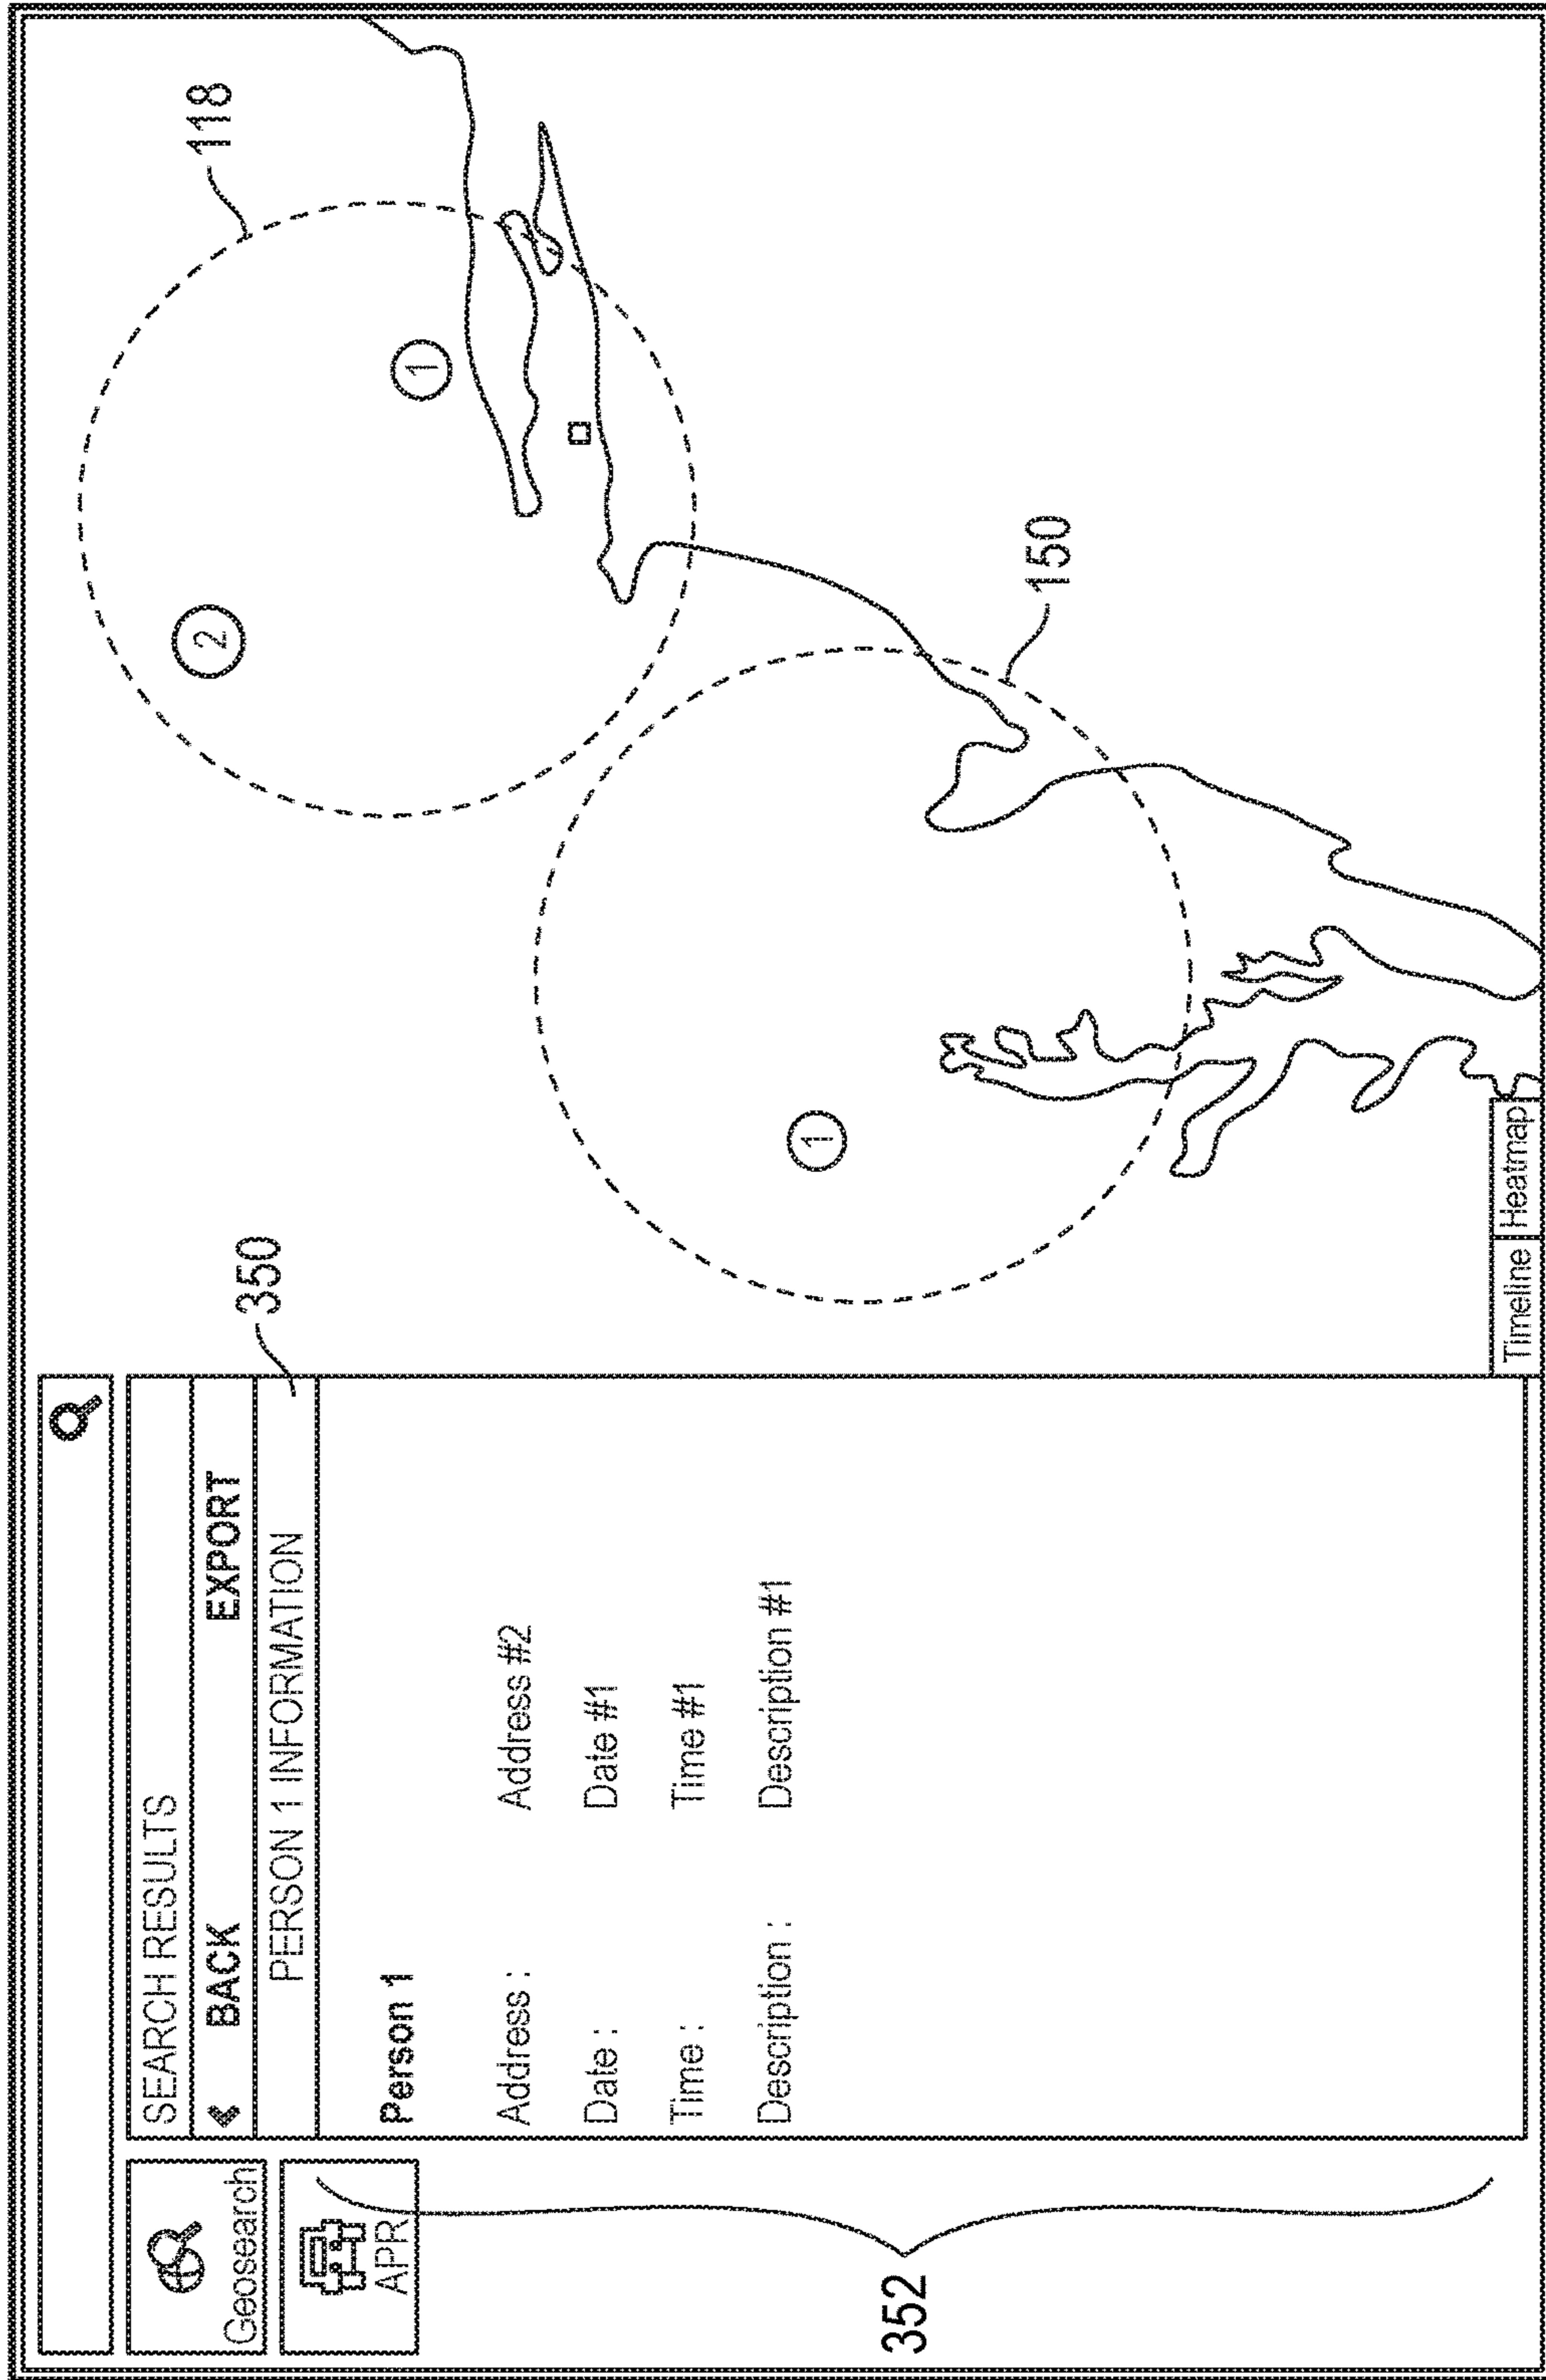 SEARCH RESULTS
BACK EXPORT
PERSON 1 INFORMATION
350
Geosearch
APR
Person 1
Address : Address #2
Date : Date #1
Time : Time #1
Description : Description #1
352
118
2
1
1
150
Timeline Heatmap